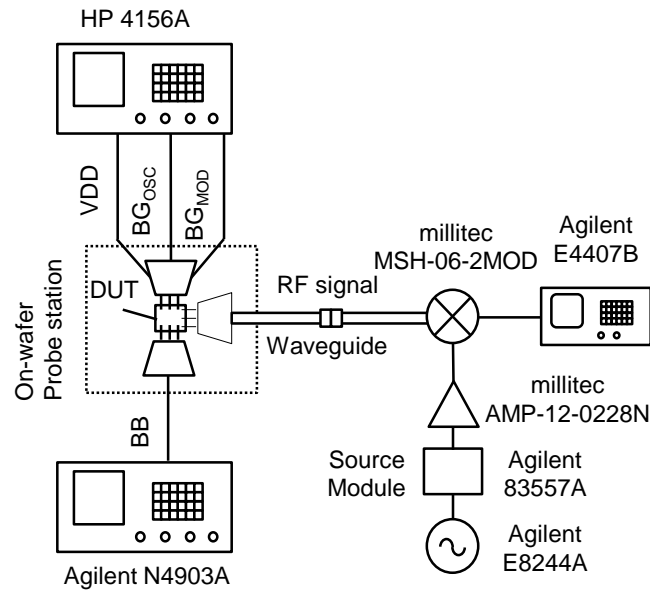 HP 4156A
VDD
BG_OSC
BG_MOD
millitec
MSH-06-2MOD
Agilent
E4407B
DUT
RF signal
Waveguide
On-wafer
Probe station
millitec
AMP-12-0228N
BB
Source
Module
Agilent
83557A
Agilent
E8244A
Agilent N4903A